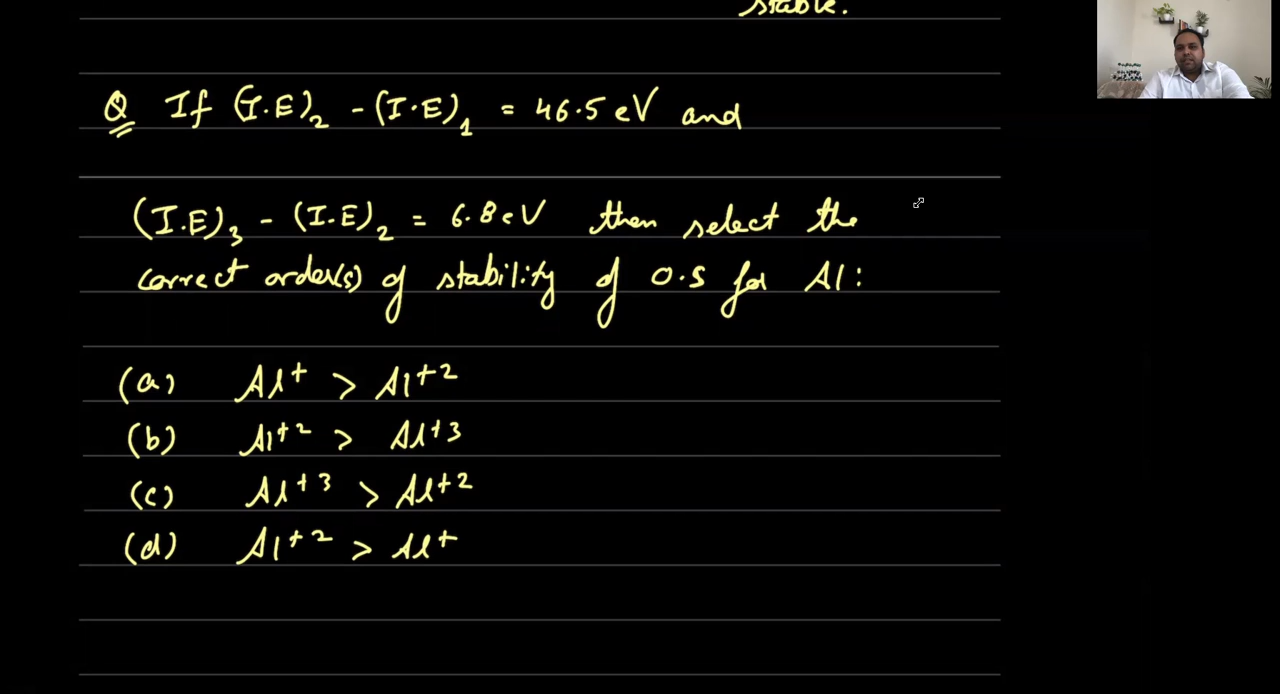 stable.
Q If (I.E)₂ - (I.E)₁ = 46.5 eV and
(I.E)₃ - (I.E)₂ = 6.8 eV then select the
correct order(s) of stability of O.S for Al:
(a) Al⁺ > Al⁺²
(b) Al⁺² > Al⁺³
(c) Al⁺³ > Al⁺²
(d) Al⁺² > Al⁺